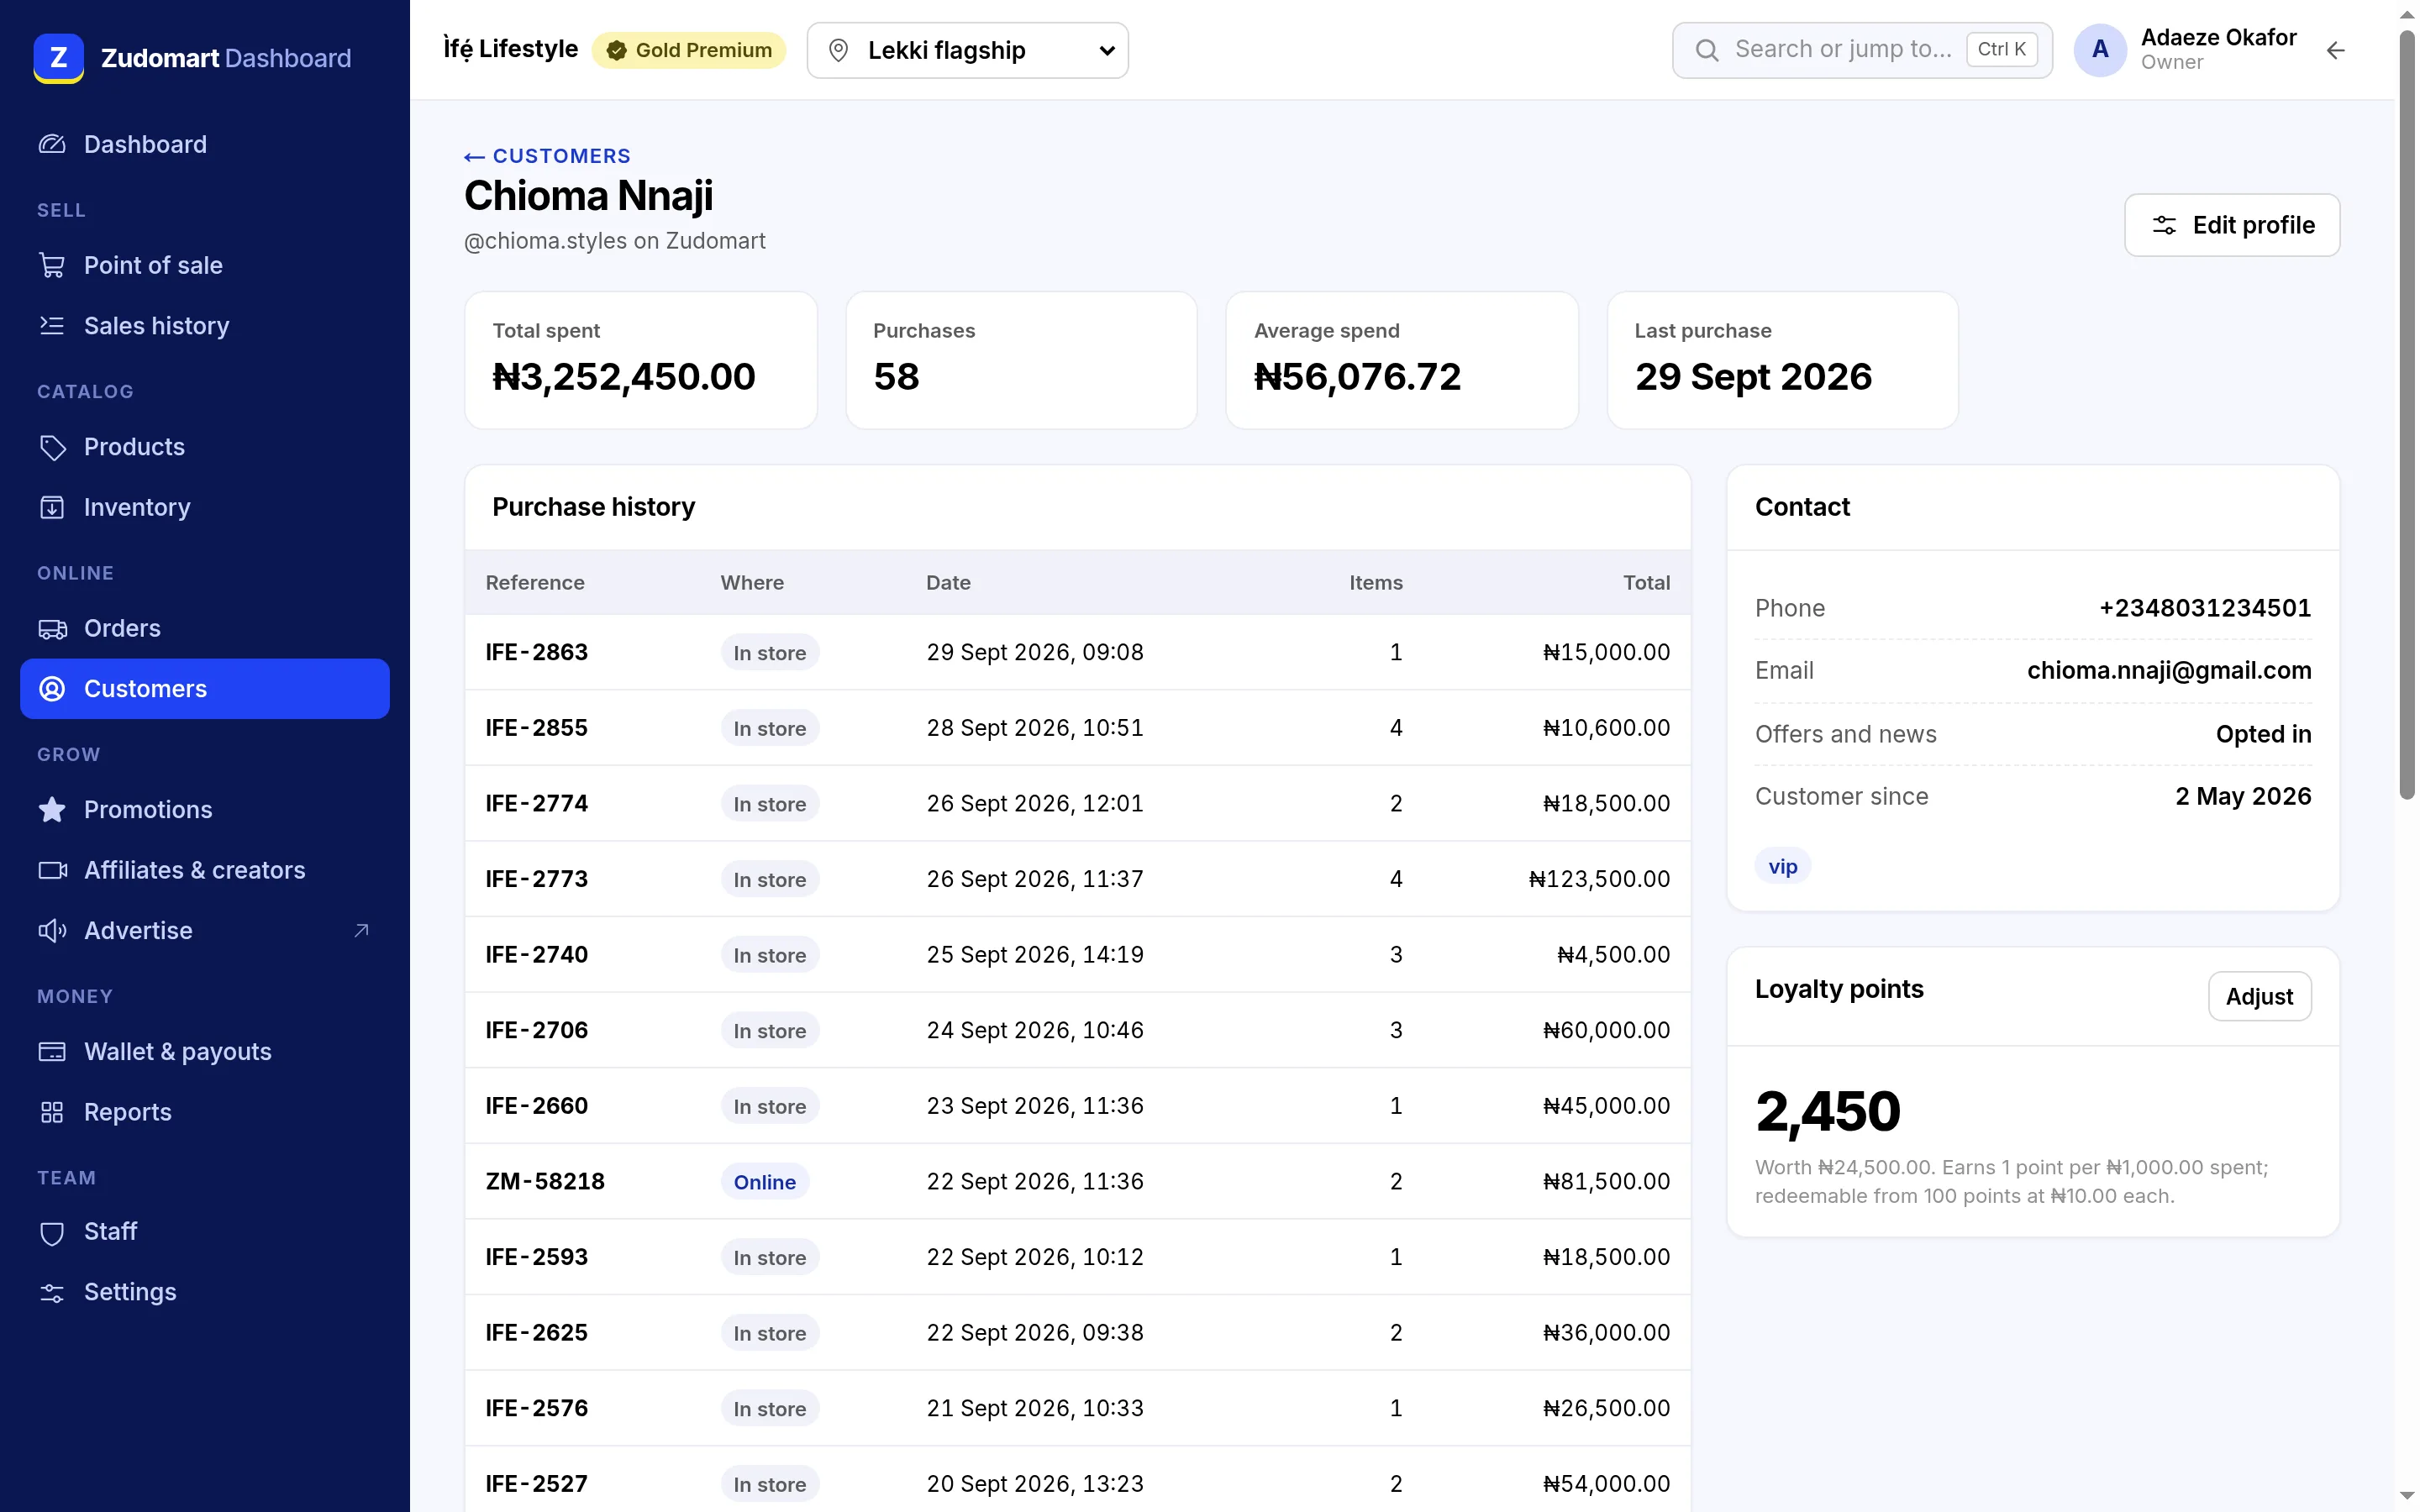 Z Zudomart Dashboard
Dashboard
SELL
Point of sale
Sales history
CATALOG
Products
Inventory
ONLINE
Orders
Customers
GROW
Promotions
Affiliates & creators
Advertise
MONEY
Wallet & payouts
Reports
TEAM
Staff
Settings
Ìfẹ́ Lifestyle Gold Premium Lekki flagship Search or jump to... Ctrl K A Adaeze Okafor
Owner
← CUSTOMERS
Chioma Nnaji
@chioma.styles on Zudomart
Edit profile
Total spent
₦3,252,450.00
Purchases
58
Average spend
₦56,076.72
Last purchase
29 Sept 2026
Purchase history
Reference Where Date Items Total
IFE-2863 In store 29 Sept 2026, 09:08 1 ₦15,000.00
IFE-2855 In store 28 Sept 2026, 10:51 4 ₦10,600.00
IFE-2774 In store 26 Sept 2026, 12:01 2 ₦18,500.00
IFE-2773 In store 26 Sept 2026, 11:37 4 ₦123,500.00
IFE-2740 In store 25 Sept 2026, 14:19 3 ₦4,500.00
IFE-2706 In store 24 Sept 2026, 10:46 3 ₦60,000.00
IFE-2660 In store 23 Sept 2026, 11:36 1 ₦45,000.00
ZM-58218 Online 22 Sept 2026, 11:36 2 ₦81,500.00
IFE-2593 In store 22 Sept 2026, 10:12 1 ₦18,500.00
IFE-2625 In store 22 Sept 2026, 09:38 2 ₦36,000.00
IFE-2576 In store 21 Sept 2026, 10:33 1 ₦26,500.00
IFE-2527 In store 20 Sept 2026, 13:23 2 ₦54,000.00
Contact
Phone +2348031234501
Email chioma.nnaji@gmail.com
Offers and news Opted in
Customer since 2 May 2026
vip
Loyalty points Adjust
2,450
Worth ₦24,500.00. Earns 1 point per ₦1,000.00 spent;
redeemable from 100 points at ₦10.00 each.